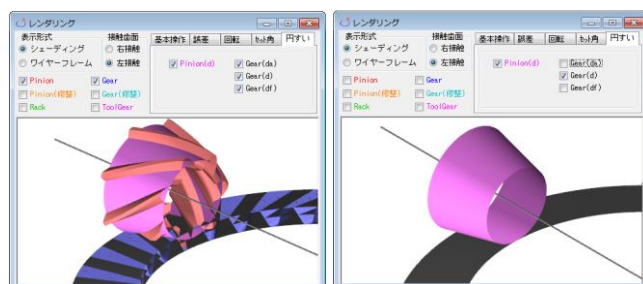 レンダリング
表示形式
シェーディング
ワイヤーフレーム
接触歯面
右接触
左接触
Pinion
Gear
Pinion(修整)
Gear(修整)
Rack
ToolGear
基本操作 誤差 回転 セット角 円すい
Pinion(d)
Gear(da)
Gear(d)
Gear(df)
レンダリング
表示形式
シェーディング
ワイヤーフレーム
接触歯面
右接触
左接触
Pinion
Gear
Pinion(修整)
Gear(修整)
Rack
ToolGear
基本操作 誤差 回転 セット角 円すい
Pinion(d)
Gear(da)
Gear(d)
Gear(df)